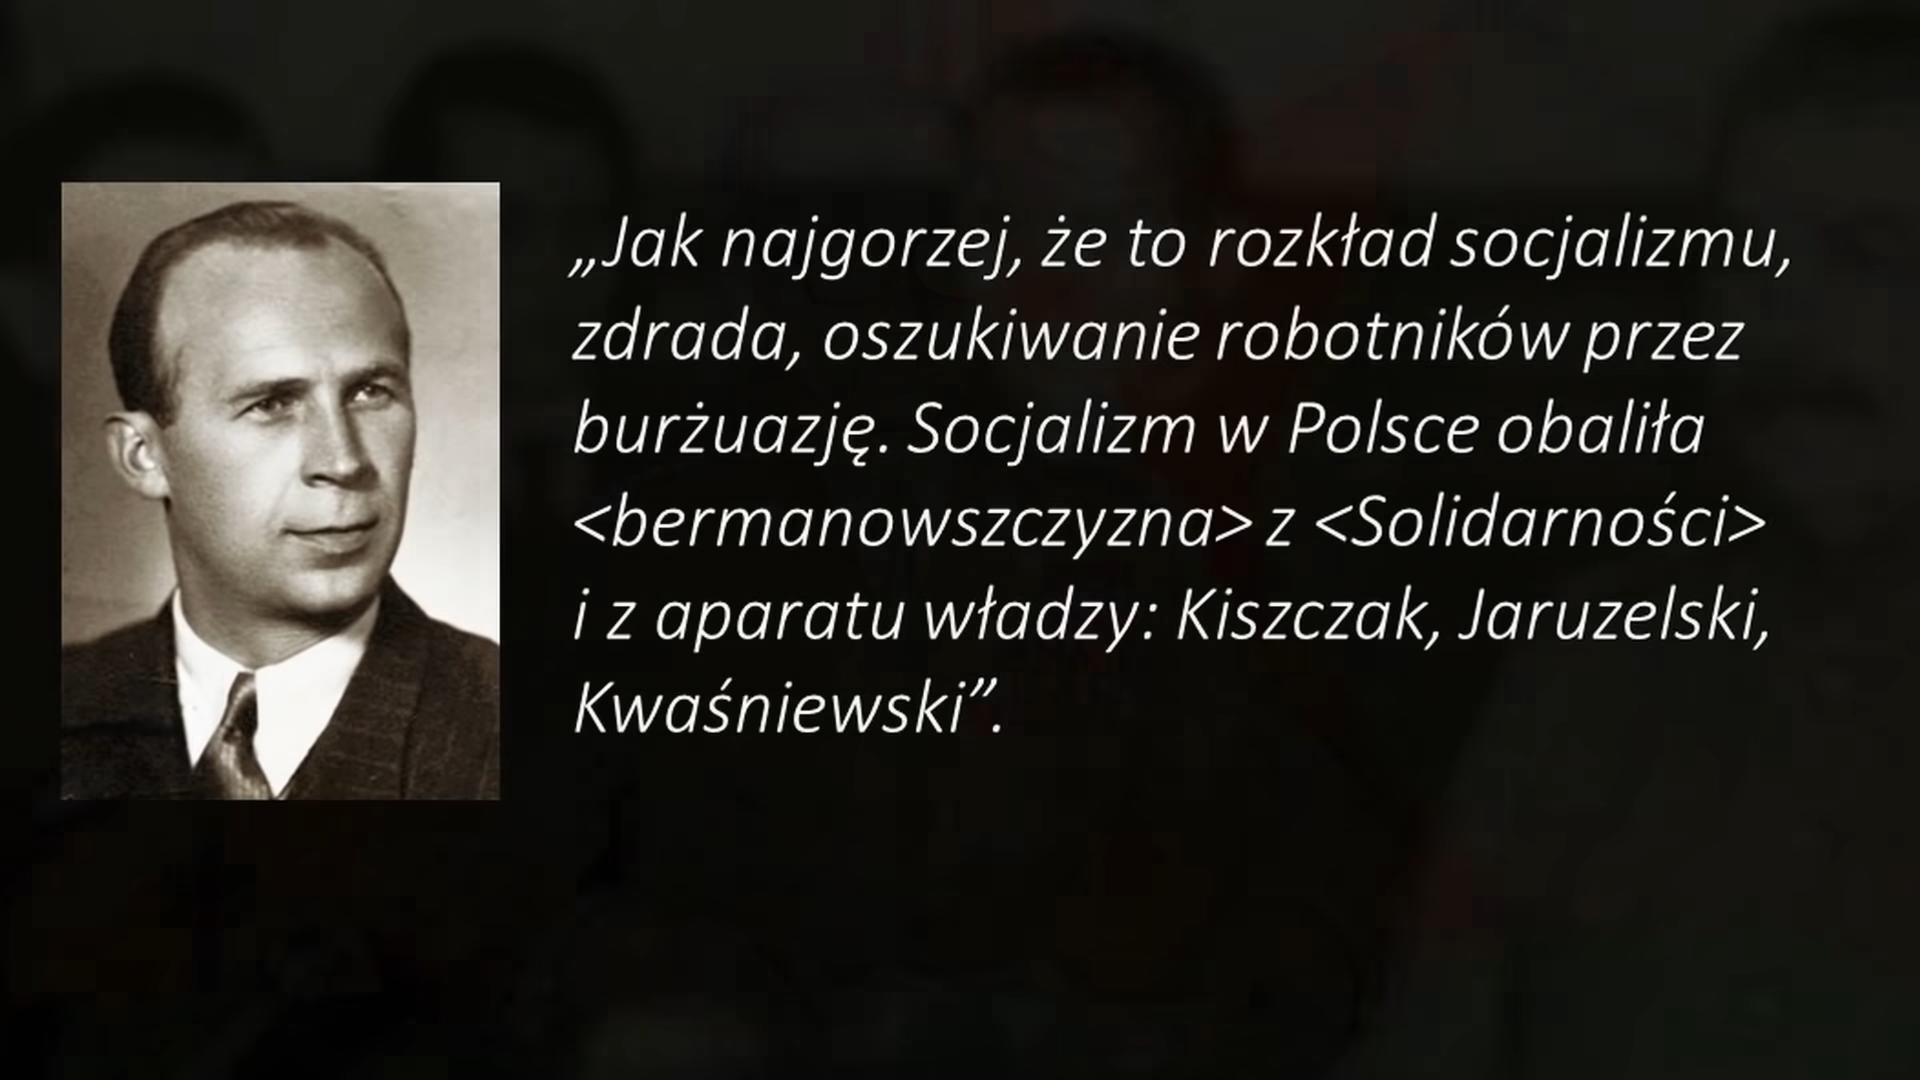 „Jak najgorzej, że to rozkład socjalizmu,
zdrada, oszukiwanie robotników przez
burżuazję. Socjalizm w Polsce obaliła
<bermanowszczyzna> z <Solidarności>
i z aparatu władzy: Kiszczak, Jaruzelski,
Kwaśniewski”.